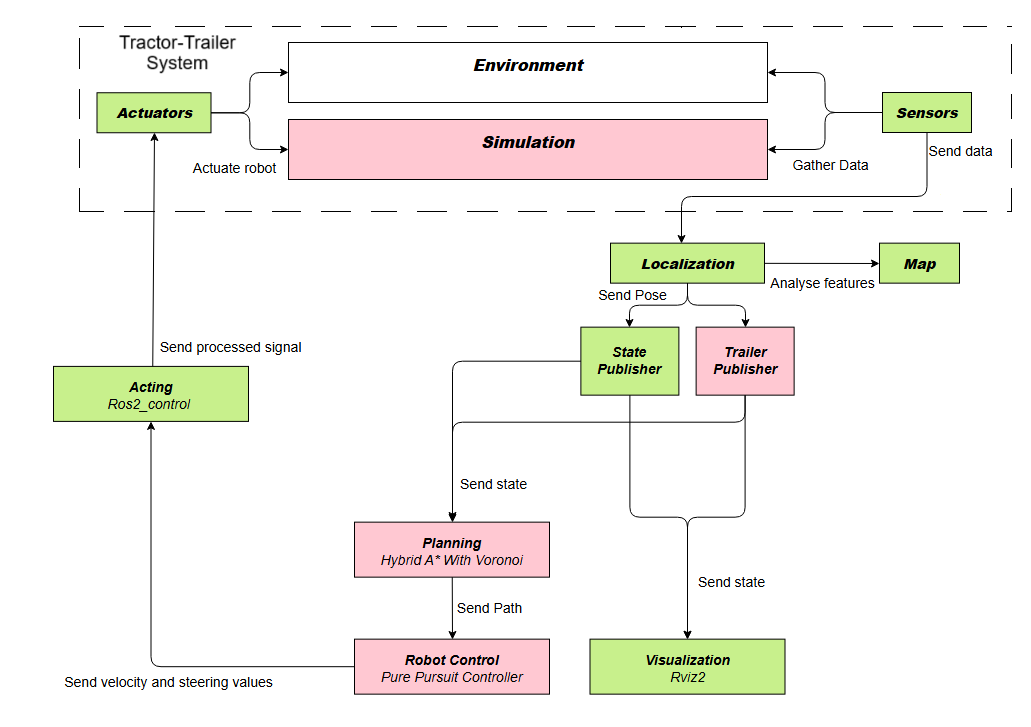 Tractor-Trailer
System
Environment
Actuators
Sensors
Simulation
Actuate robot
Gather Data
Send data
Localization
Map
Analyse features
Send Pose
State
Publisher
Trailer
Publisher
Send processed signal
Acting
Ros2_control
Send state
Planning
Hybrid A* With Voronoi
Send state
Send Path
Robot Control
Pure Pursuit Controller
Visualization
Rviz2
Send velocity and steering values